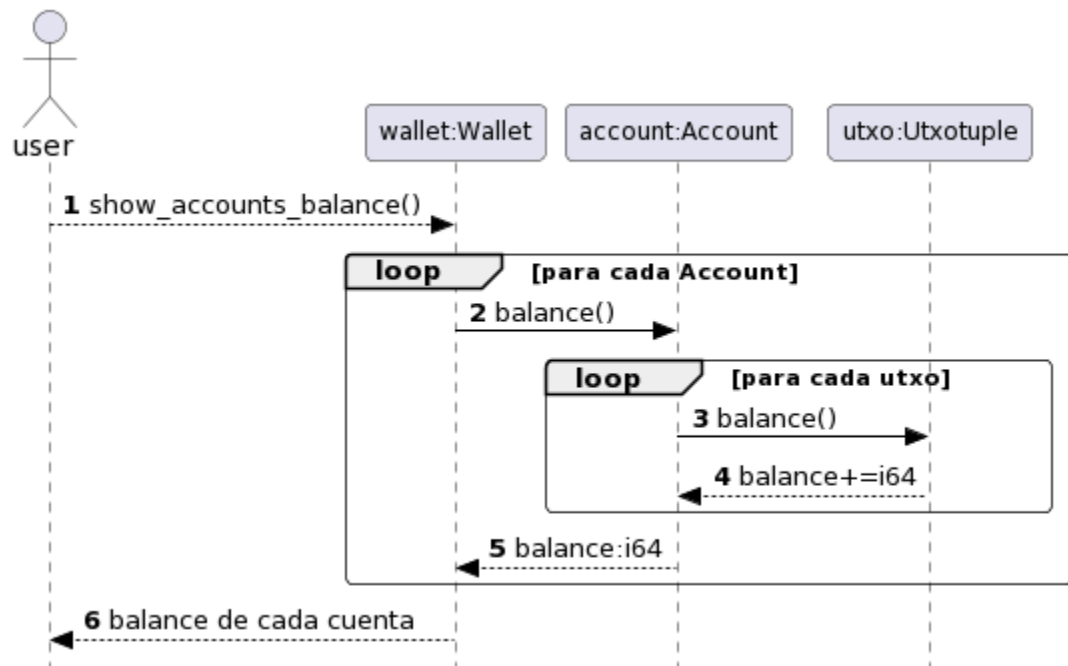 user
wallet:Wallet
account:Account
utxo:Utxotuple
1 show_accounts_balance()
loop [para cada Account]
2 balance()
loop [para cada utxo]
3 balance()
4 balance+=i64
5 balance:i64
6 balance de cada cuenta